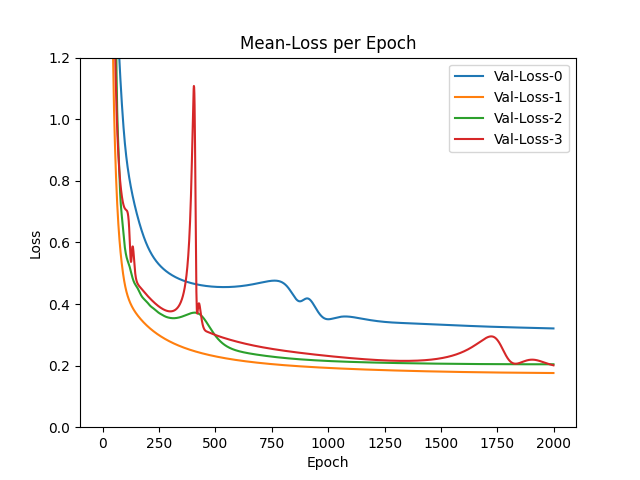 Mean-Loss per Epoch
Loss
1.2
1.0
0.8
0.6
0.4
0.2
0.0
Val-Loss-0
Val-Loss-1
Val-Loss-2
Val-Loss-3
0 250 500 750 1000 1250 1500 1750 2000
Epoch